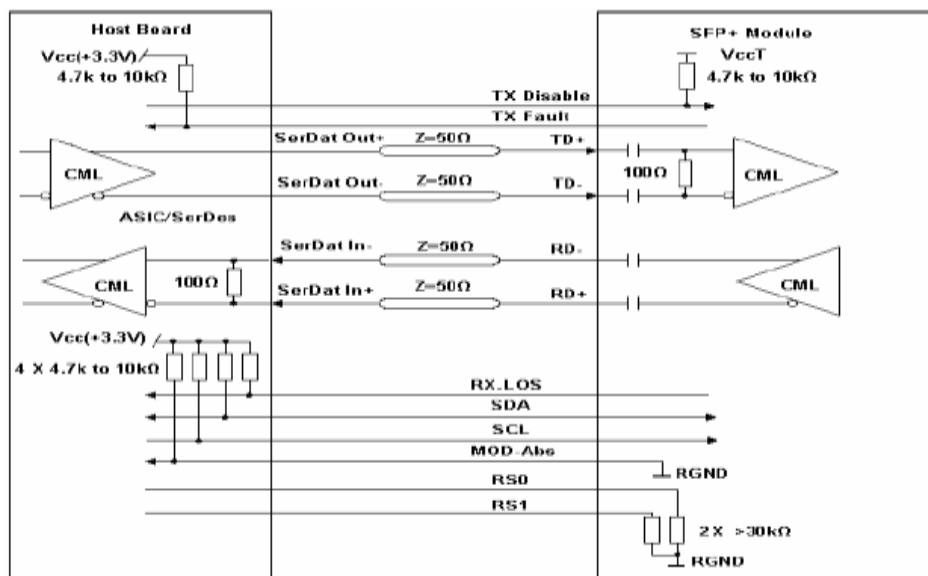 Host Board
SFP+ Module
Vcc(+3.3V)
4.7k to 10kΩ
VccT
4.7k to 10kΩ
TX Disable
TX Fault
SerDat Out+
Z=50Ω
TD+
CML
100Ω
CML
SerDat Out-
Z=50Ω
TD-
ASIC/SerDes
SerDat In-
Z=50Ω
RD-
CML
100Ω
CML
SerDat In+
Z=50Ω
RD+
Vcc(+3.3V)
4 X 4.7k to 10kΩ
RX.LOS
SDA
SCL
MOD-Abs
RGND
RS0
RS1
2 X >30kΩ
RGND